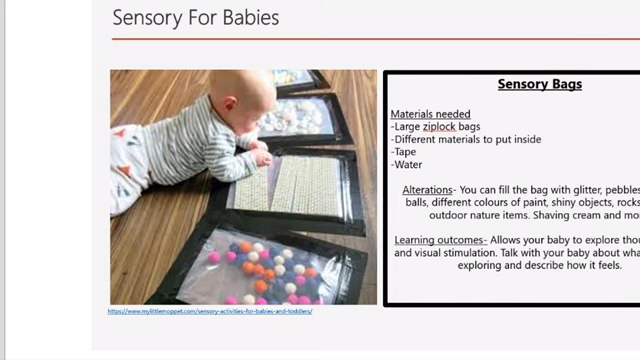 Sensory For Babies
Sensory Bags
Materials needed
-Large ziplock bags
-Different materials to put inside
-Tape
-Water
Alterations- You can fill the bag with glitter, pebbles
balls, different colours of paint, shiny objects, rocks
outdoor nature items. Shaving cream and mo
Learning outcomes- Allows your baby to explore thou
and visual stimulation. Talk with your baby about wha
exploring and describe how it feels.
https://www.mylittlemoppet.com/sensory-activities-for-babies-and-toddlers/